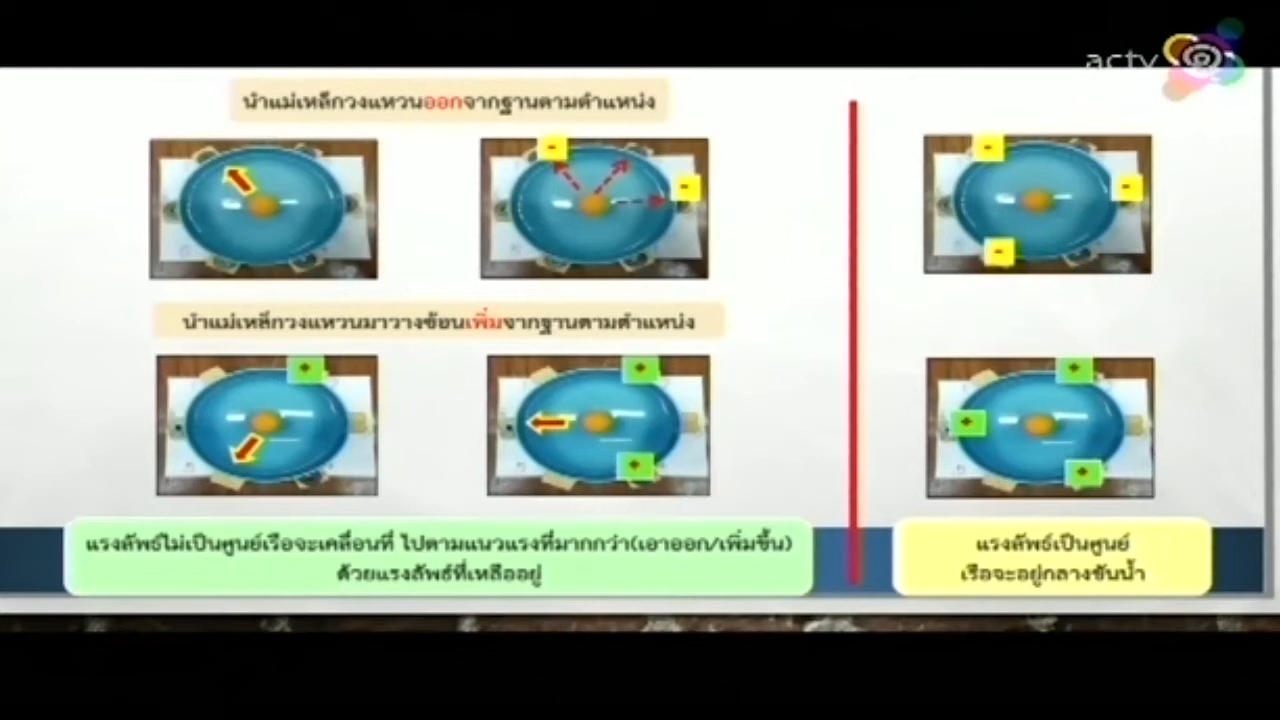 actv
นำแม่เหล็กวงแหวนออกจากฐานตามตำแหน่ง
- -
- - -
นำแม่เหล็กวงแหวนมาวางซ้อนเพิ่มจากฐานตามตำแหน่ง
+ + +
+ + + +
แรงลัพธ์ไม่เป็นศูนย์เรือจะเคลื่อนที่ ไปตามแนวแรงที่มากกว่า(เอาออก/เพิ่มขึ้น)
ด้วยแรงลัพธ์ที่เหลืออยู่
แรงลัพธ์เป็นศูนย์
เรือจะอยู่กลางขันน้ำ